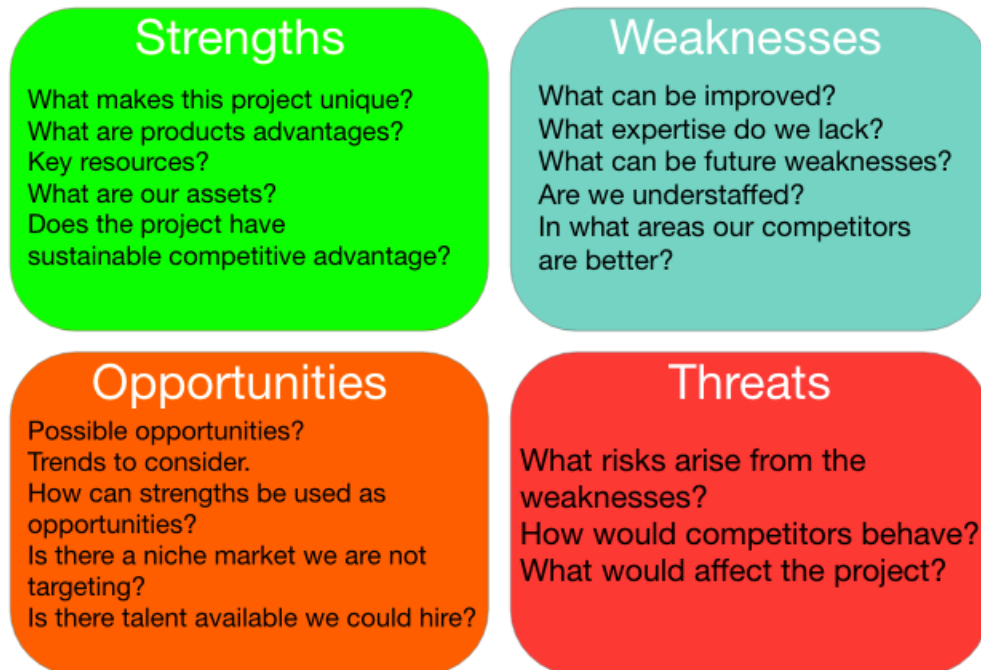 Strengths
What makes this project unique?
What are products advantages?
Key resources?
What are our assets?
Does the project have
sustainable competitive advantage?
Weaknesses
What can be improved?
What expertise do we lack?
What can be future weaknesses?
Are we understaffed?
In what areas our competitors
are better?
Opportunities
Possible opportunities?
Trends to consider.
How can strengths be used as
opportunities?
Is there a niche market we are not
targeting?
Is there talent available we could hire?
Threats
What risks arise from the
weaknesses?
How would competitors behave?
What would affect the project?